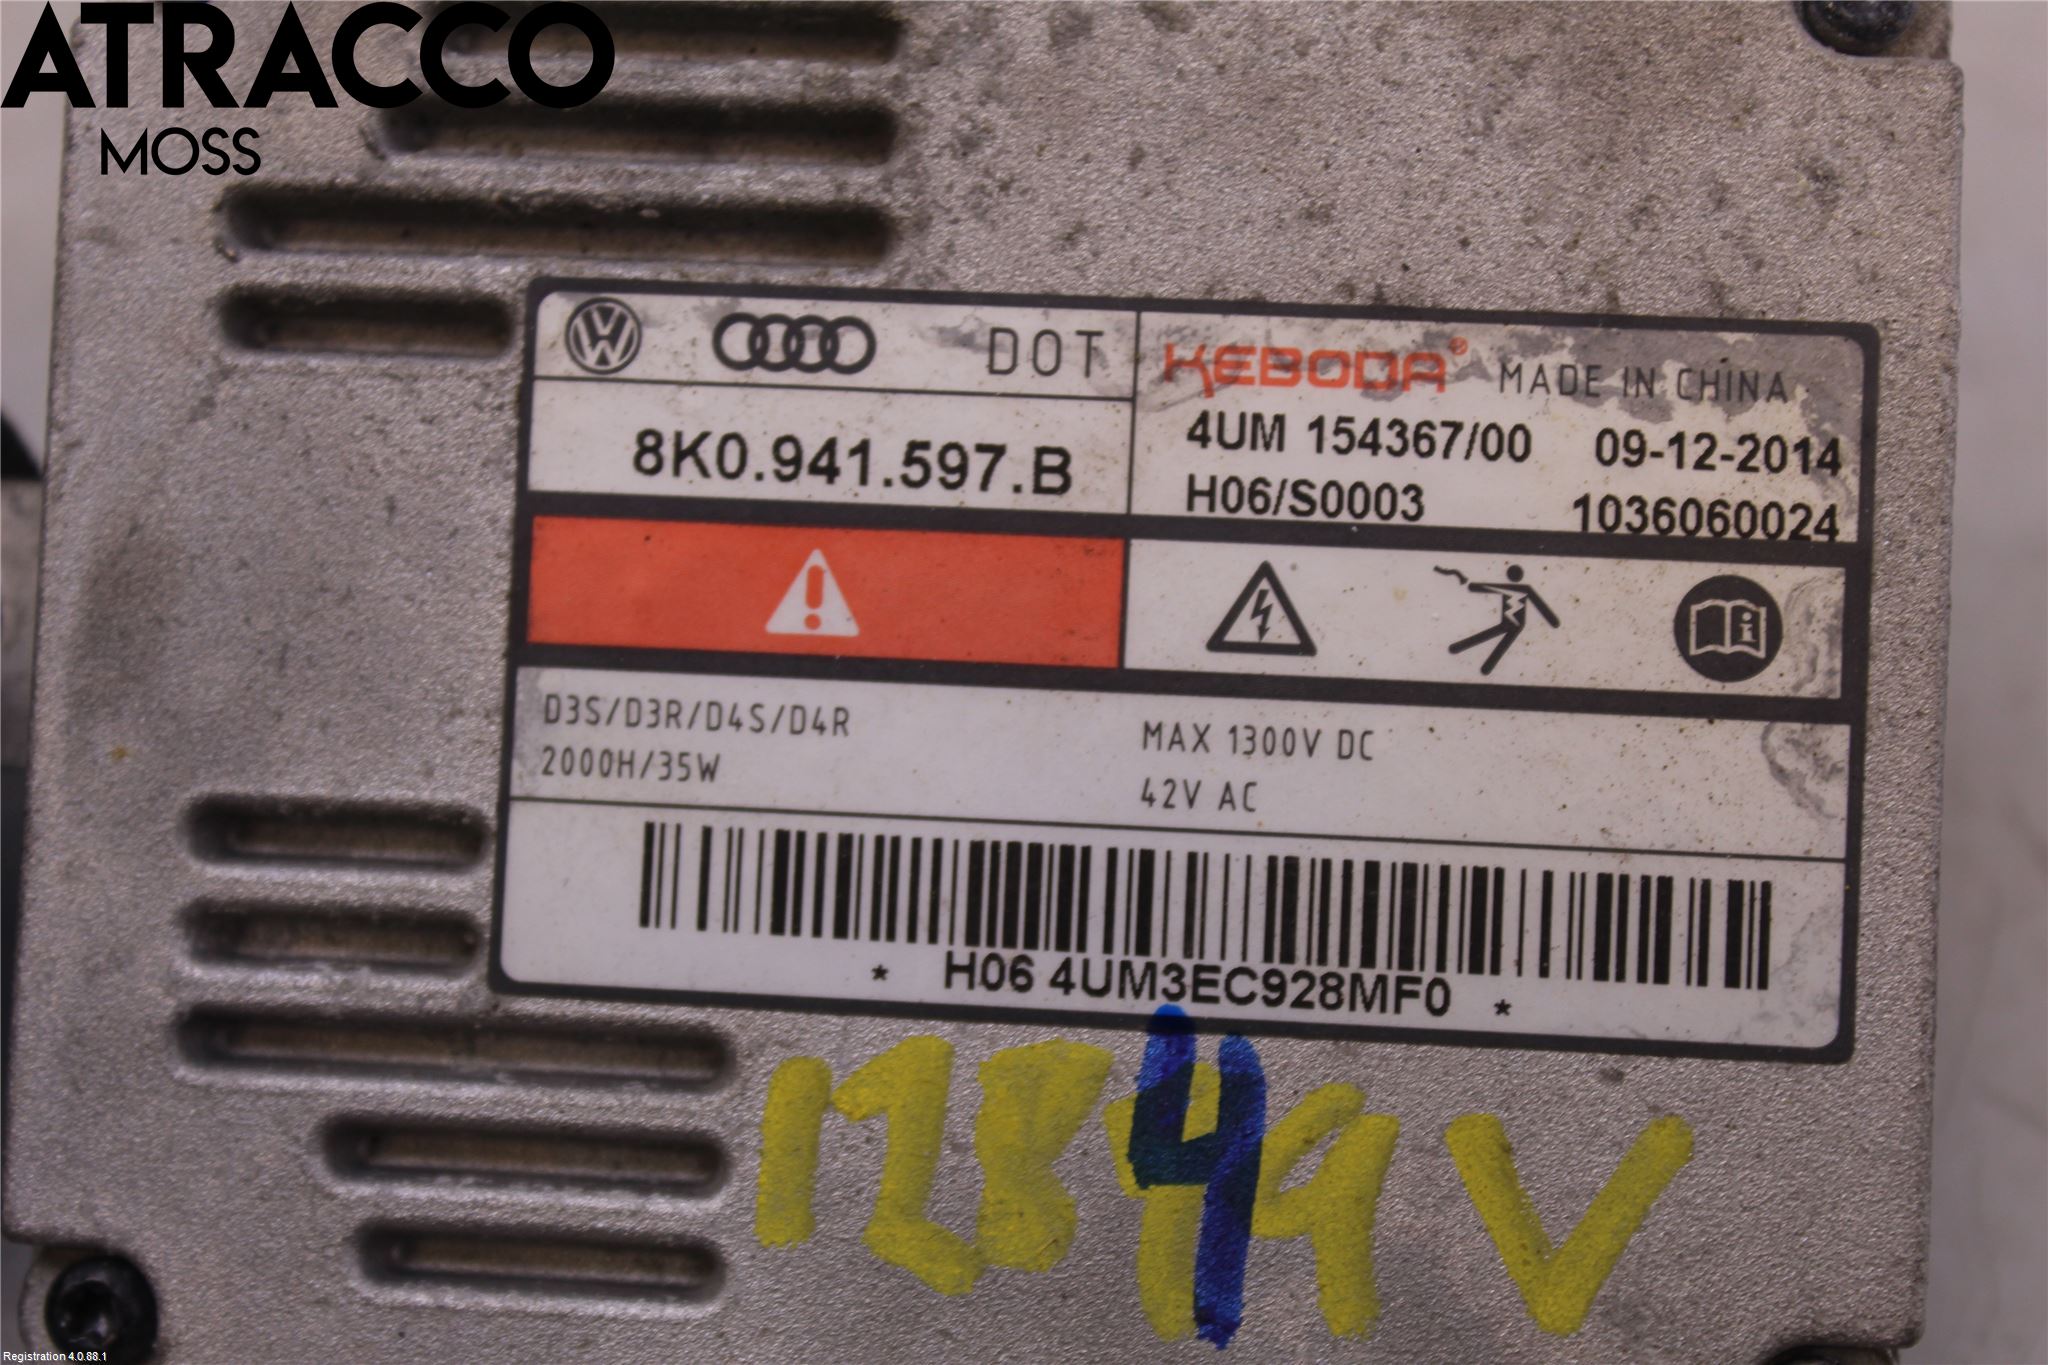 ATRACCO
MOSS
DOT
8K0.941.597.B
KEBODA® MADE IN CHINA
4UM 154367/00 09-12-2014
H06/S0003 1036060024
D3S/D3R/D4S/D4R
2000H/35W
MAX 1300V DC
42V AC
* H06 4UM3EC928MF0 *
4
V
Registration 4.0.88.1